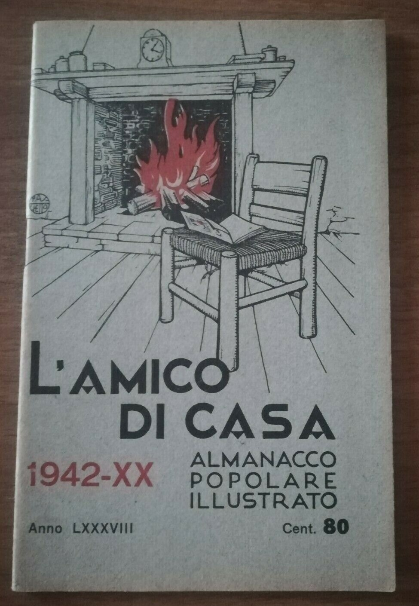 L'AMICO
DI CASA
1942-XX
ALMANACCO
POPOLARE
ILLUSTRATO
Anno LXXXVIII
Cent. 80